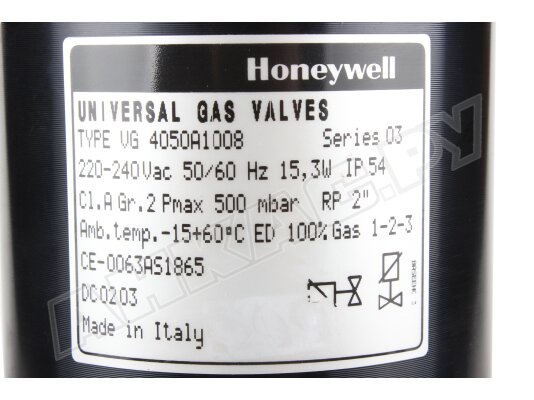 Honeywell
UNIVERSAL GAS VALVES
TYPE VG 4050A1008 Series 03
220-240Vac 50/60 Hz 15,3W IP54
Cl.A Gr.2 Pmax 500 mbar RP 2"
Amb.temp.-15+60°C ED 100% Gas 1-2-3
CE-0063AS1865
DC0203
Made in Italy